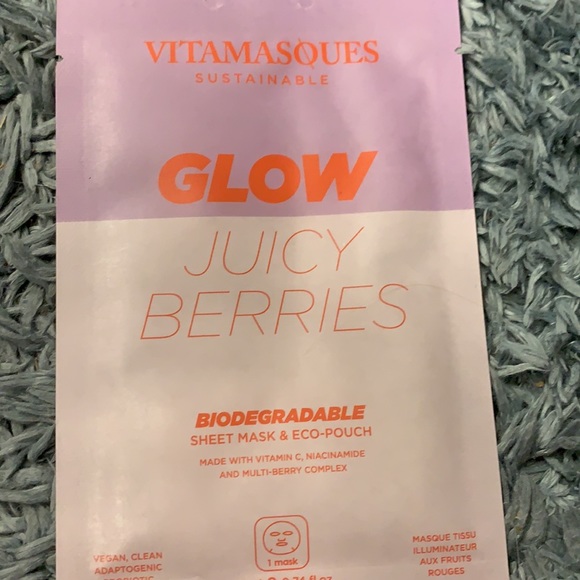 VITAMASQUES
SUSTAINABLE
GLOW
JUICY
BERRIES
BIODEGRADABLE
SHEET MASK & ECO-POUCH
MADE WITH VITAMIN C, NIACINAMIDE
AND MULTI-BERRY COMPLEX
1 mask
VEGAN, CLEAN
ADAPTOGENIC
MASQUE TISSU
ILLUMINATEUR
AUX FRUITS
ROUGES